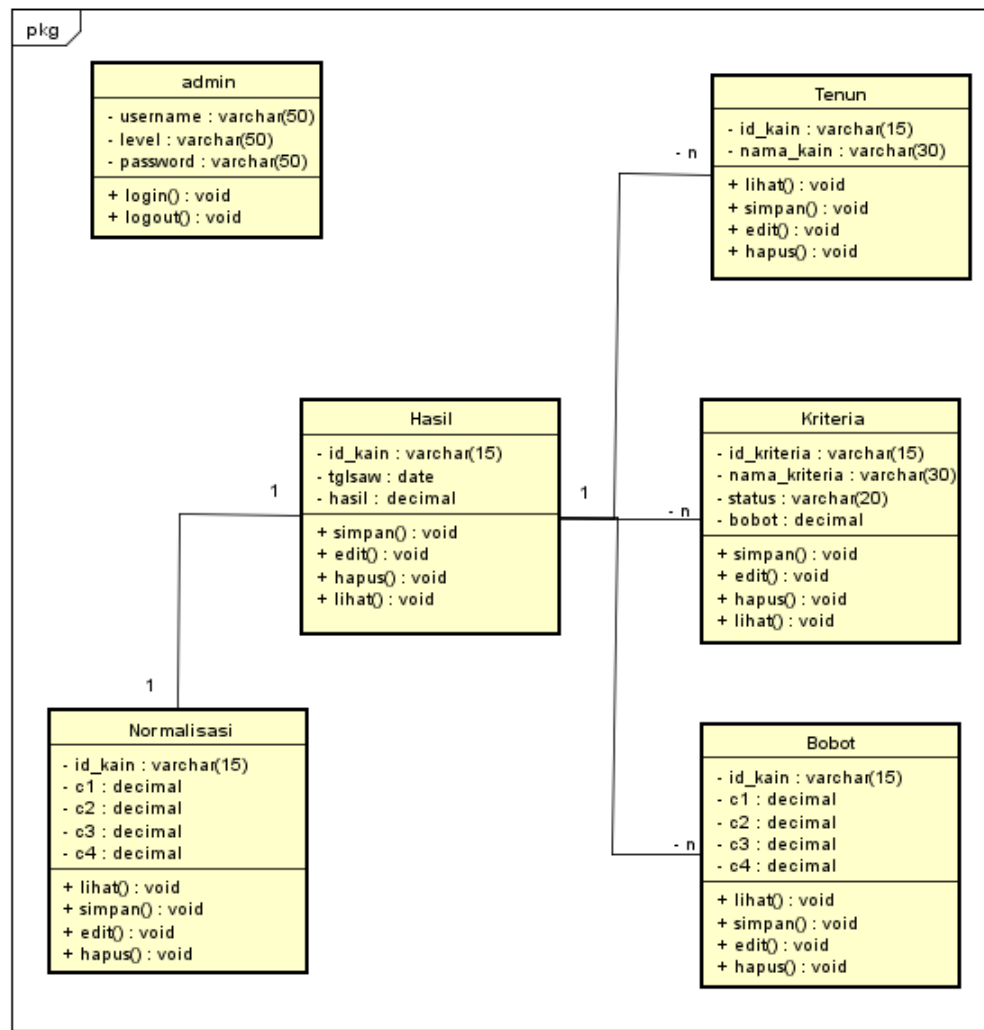 pkg
admin
- username : varchar(50)
- level : varchar(50)
- password : varchar(50)
+ login() : void
+ logout() : void
Tenun
- id_kain : varchar(15)
- nama_kain : varchar(30)
+ lihat() : void
+ simpan() : void
+ edit() : void
+ hapus() : void
- n
Hasil
- id_kain : varchar(15)
- tglsaw : date
- hasil : decimal
+ simpan() : void
+ edit() : void
+ hapus() : void
+ lihat() : void
1
1
Kriteria
- id_kriteria : varchar(15)
- nama_kriteria : varchar(30)
- status : varchar(20)
- bobot : decimal
+ simpan() : void
+ edit() : void
+ hapus() : void
+ lihat() : void
- n
1
Normalisasi
- id_kain : varchar(15)
- c1 : decimal
- c2 : decimal
- c3 : decimal
- c4 : decimal
+ lihat() : void
+ simpan() : void
+ edit() : void
+ hapus() : void
Bobot
- id_kain : varchar(15)
- c1 : decimal
- c2 : decimal
- c3 : decimal
- c4 : decimal
+ lihat() : void
+ simpan() : void
+ edit() : void
+ hapus() : void
- n